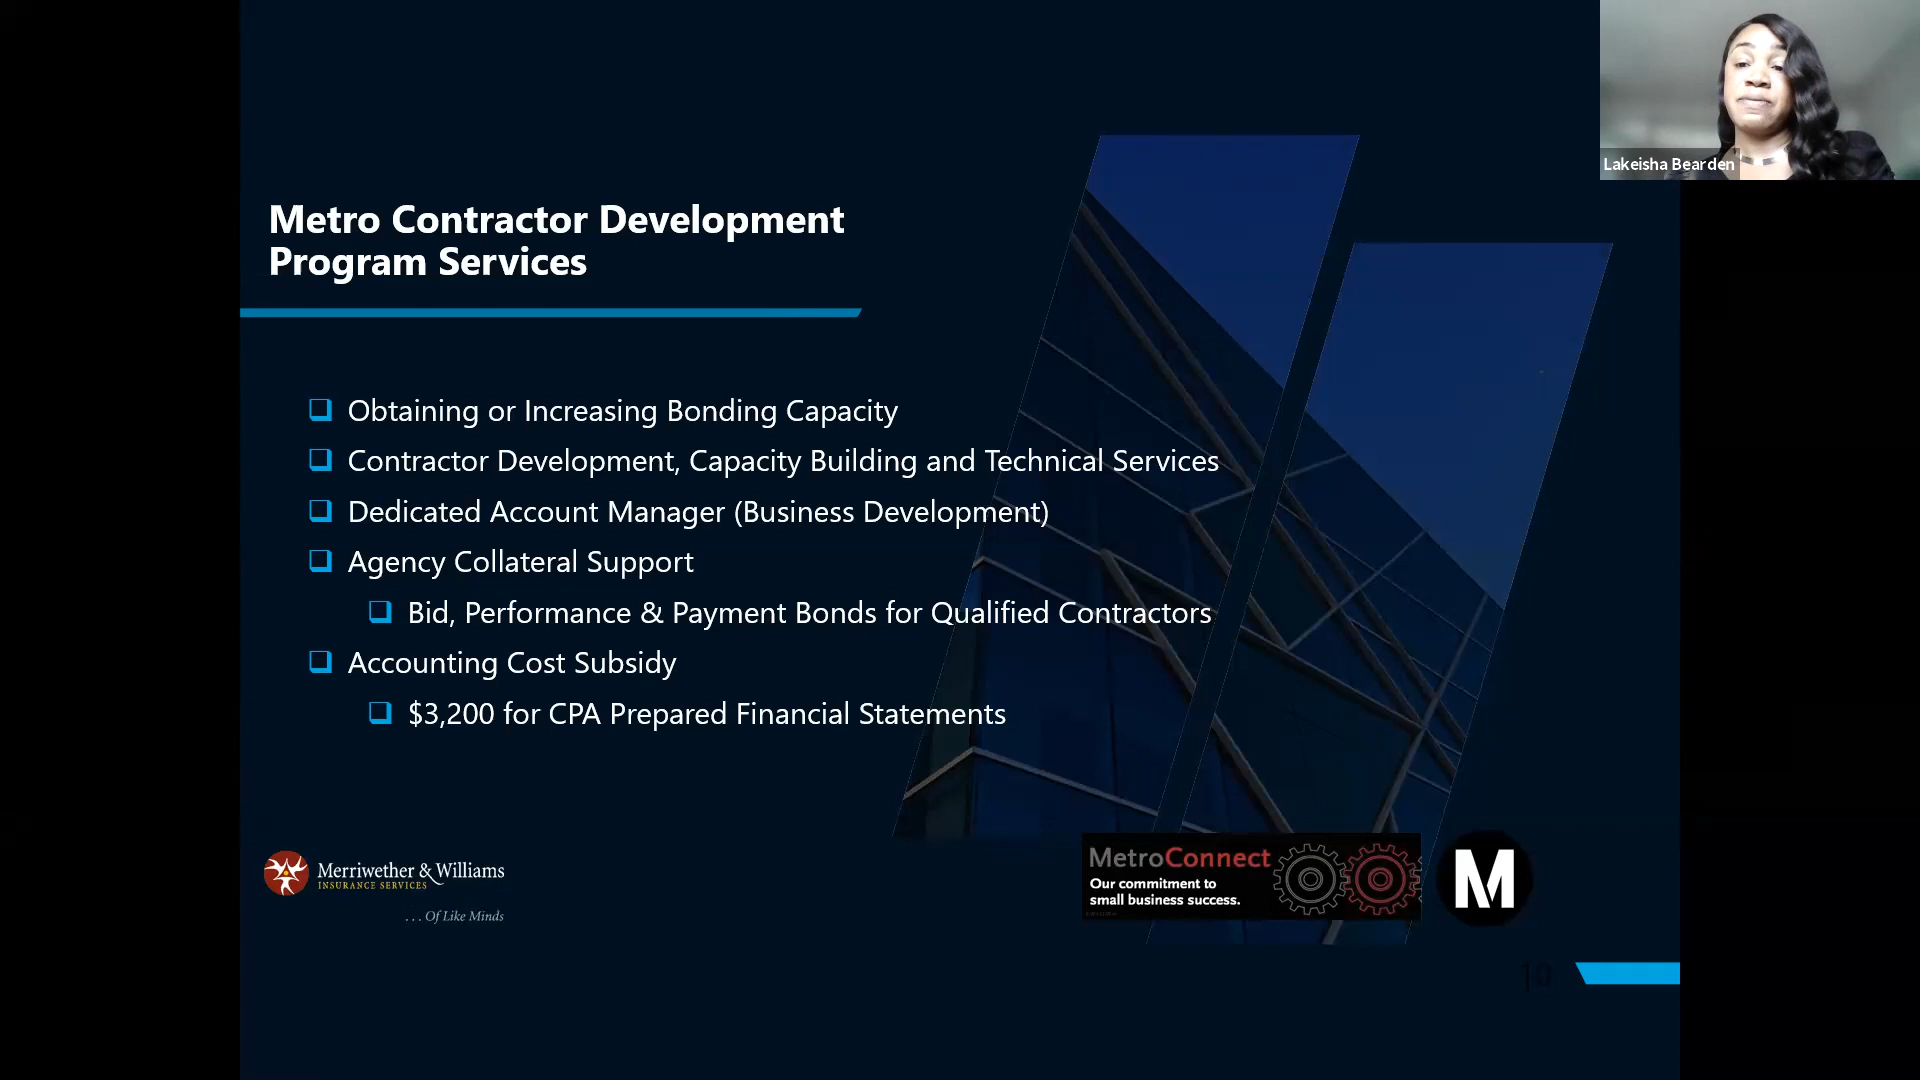 Lakeisha Bearden
Metro Contractor Development
Program Services
Obtaining or Increasing Bonding Capacity
Contractor Development, Capacity Building and Technical Services
Dedicated Account Manager (Business Development)
Agency Collateral Support
Bid, Performance & Payment Bonds for Qualified Contractors
Accounting Cost Subsidy
$3,200 for CPA Prepared Financial Statements
Merriwether & Williams
INSURANCE SERVICES
. . . Of Like Minds
MetroConnect
Our commitment to
small business success.
M